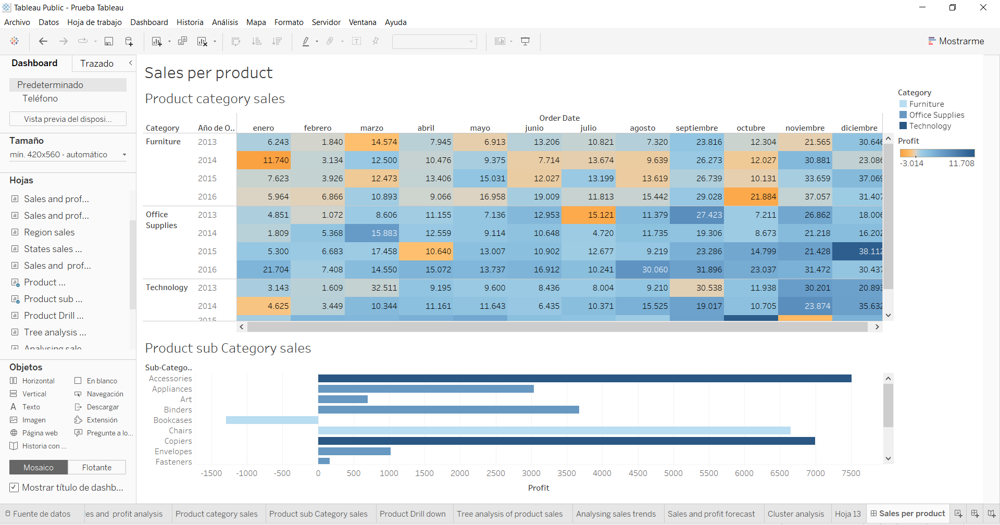 Tableau Public - Prueba Tableau
Archivo Datos Hoja de trabajo Dashboard Historia Análisis Mapa Formato Servidor Ventana Ayuda
Mostrarme
Dashboard Trazado
Predeterminado
Teléfono
Vista previa del disposi...
Tamaño
mín. 420x560 - automático
Hojas
Sales and prof...
Sales and prof...
Region sales
States sales ...
Sales and prof...
Product ...
Product sub ...
Product Drill ...
Tree analysis ...
Analysing sale
Objetos
Horizontal En blanco
Vertical Navegación
Texto Descargar
Imagen Extensión
Página web Pregunte a lo...
Historia con ...
Mosaico Flotante
Mostrar título de dashb...
Sales per product
Product category sales
Order Date
Category Año de O.. enero febrero marzo abril mayo junio julio agosto septiembre octubre noviembre diciembre
Furniture 2013 6.243 1.840 14.574 7.945 6.913 13.206 10.821 7.320 23.816 12.304 21.565 30.646
2014 11.740 3.134 12.500 10.476 9.375 7.714 13.674 9.639 26.273 12.027 30.881 23.086
2015 7.623 3.926 12.473 13.406 15.031 12.027 13.199 13.619 26.739 10.131 33.659 37.069
2016 5.964 6.866 10.893 9.066 16.958 19.009 11.813 15.442 29.028 21.884 37.057 31.407
Office Supplies 2013 4.851 1.072 8.606 11.155 7.136 12.953 15.121 11.379 27.423 7.211 26.862 18.006
2014 1.809 5.368 15.883 12.559 9.114 10.648 4.720 11.735 19.306 8.673 21.218 16.202
2015 5.300 6.683 17.458 10.640 13.007 10.902 12.677 9.219 23.286 14.799 21.428 38.112
2016 21.704 7.408 14.550 15.072 13.737 16.912 10.241 30.060 31.896 23.037 31.472 30.437
Technology 2013 3.143 1.609 32.511 9.195 9.600 8.436 8.004 9.210 30.538 11.938 30.201 20.893
2014 4.625 3.449 10.344 11.161 11.643 6.435 10.371 15.525 19.017 10.705 23.874 35.632
2015
Category
Furniture
Office Supplies
Technology
Profit
-3.014 11.708
Product sub Category sales
Sub-Catego..
Accessories
Appliances
Art
Binders
Bookcases
Chairs
Copiers
Envelopes
Fasteners
-1500 -1000 -500 0 500 1000 1500 2000 2500 3000 3500 4000 4500 5000 5500 6000 6500 7000 7500
Profit
Fuente de datos les and profit analysis Product category sales Product sub Category sales Product Drill down Tree analysis of product sales Analysing sales trends Sales and profit forecast Cluster analysis Hoja 13 Sales per product